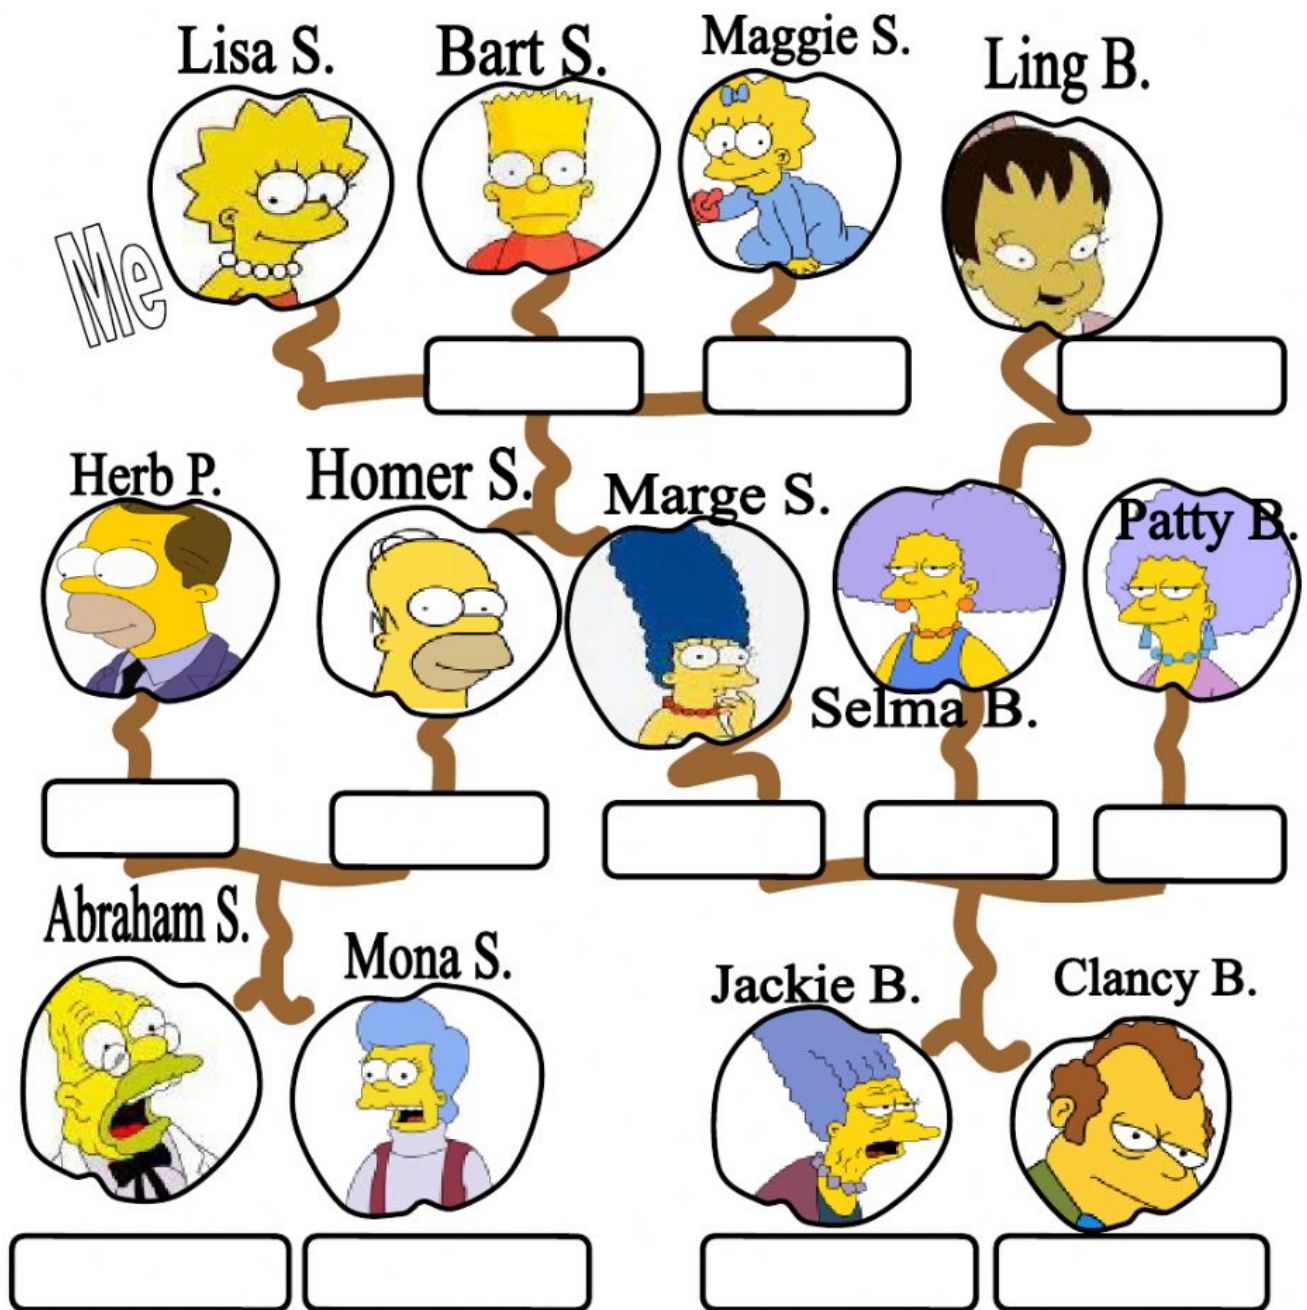 Lisa S.
Bart S.
Maggie S.
Ling B.
Me
Herb P.
Homer S.
Marge S.
Patty B.
Selma B.
Abraham S.
Mona S.
Jackie B.
Clancy B.